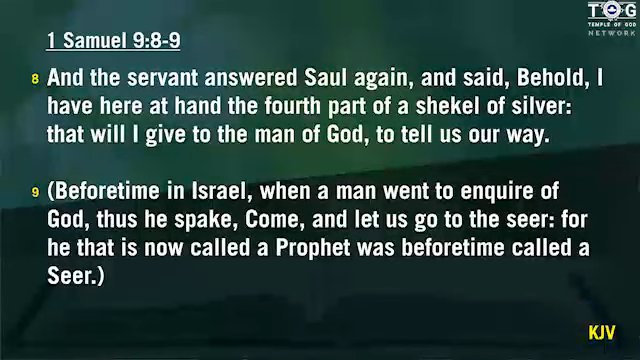 TOG
TEMPLE OF GOD
NETWORK
1 Samuel 9:8-9
8 And the servant answered Saul again, and said, Behold, I
have here at hand the fourth part of a shekel of silver:
that will I give to the man of God, to tell us our way.
9 (Beforetime in Israel, when a man went to enquire of
God, thus he spake, Come, and let us go to the seer: for
he that is now called a Prophet was beforetime called a
Seer.)
KJV